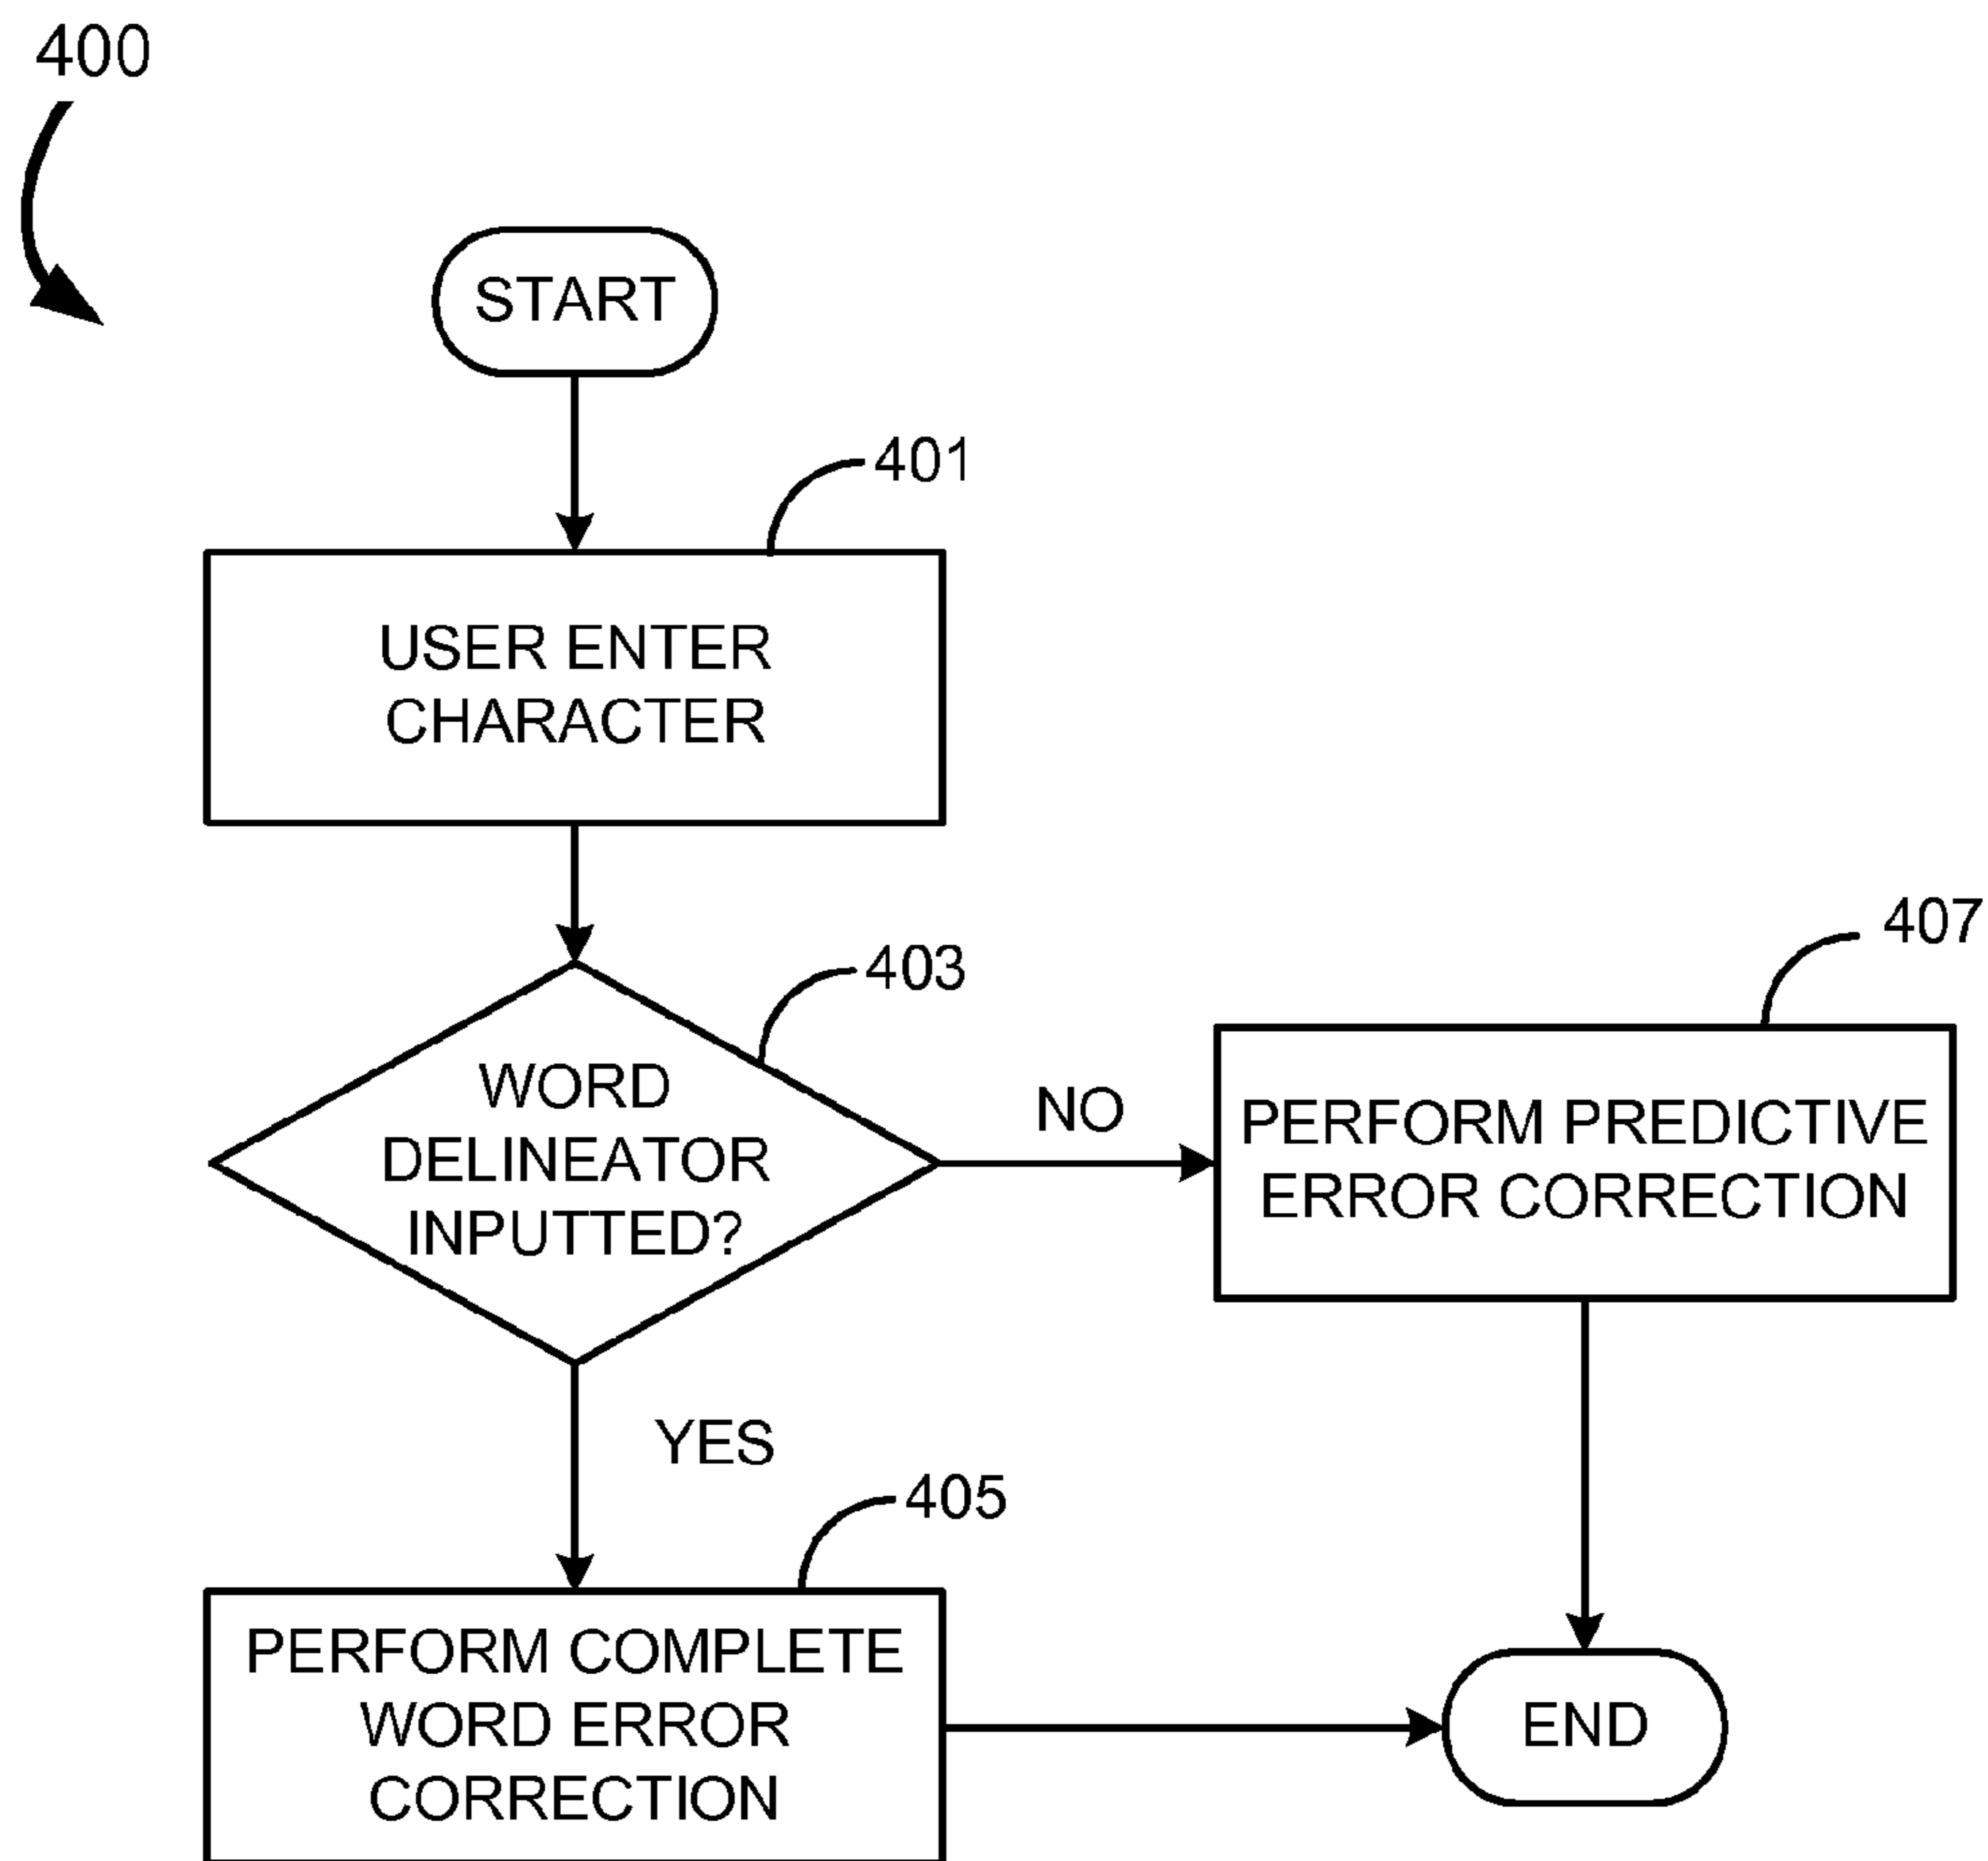 400
START
401
USER ENTER
CHARACTER
403
WORD
DELINEATOR
INPUTTED?
NO
407
PERFORM PREDICTIVE
ERROR CORRECTION
YES
405
PERFORM COMPLETE
WORD ERROR
CORRECTION
END